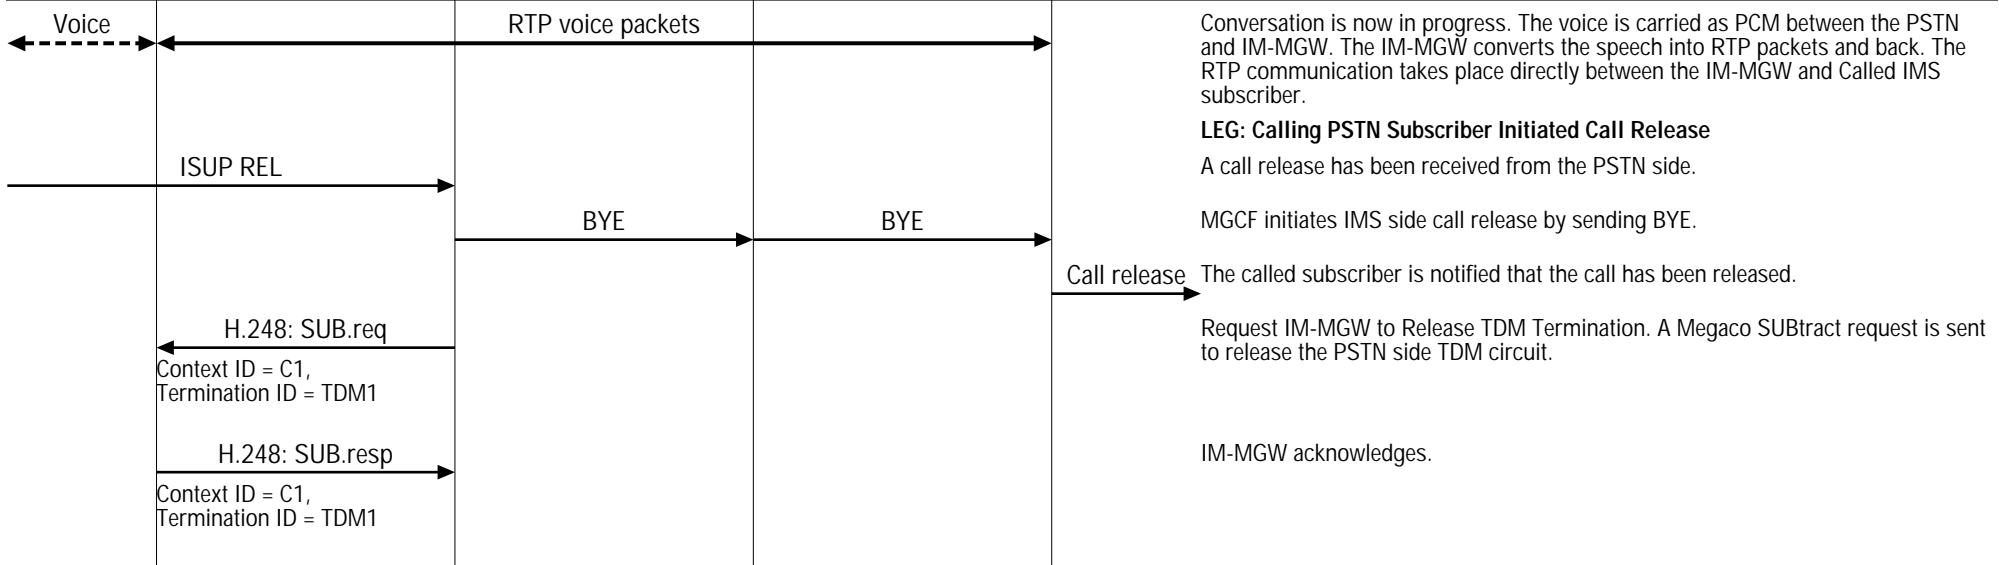 Voice
RTP voice packets
Conversation is now in progress. The voice is carried as PCM between the PSTN
and IM-MGW. The IM-MGW converts the speech into RTP packets and back. The
RTP communication takes place directly between the IM-MGW and Called IMS
subscriber.
LEG: Calling PSTN Subscriber Initiated Call Release
ISUP REL
A call release has been received from the PSTN side.
BYE
BYE
MGCF initiates IMS side call release by sending BYE.
Call release
The called subscriber is notified that the call has been released.
H.248: SUB.req
Request IM-MGW to Release TDM Termination. A Megaco SUBtract request is sent
to release the PSTN side TDM circuit.
Context ID = C1,
Termination ID = TDM1
H.248: SUB.resp
IM-MGW acknowledges.
Context ID = C1,
Termination ID = TDM1